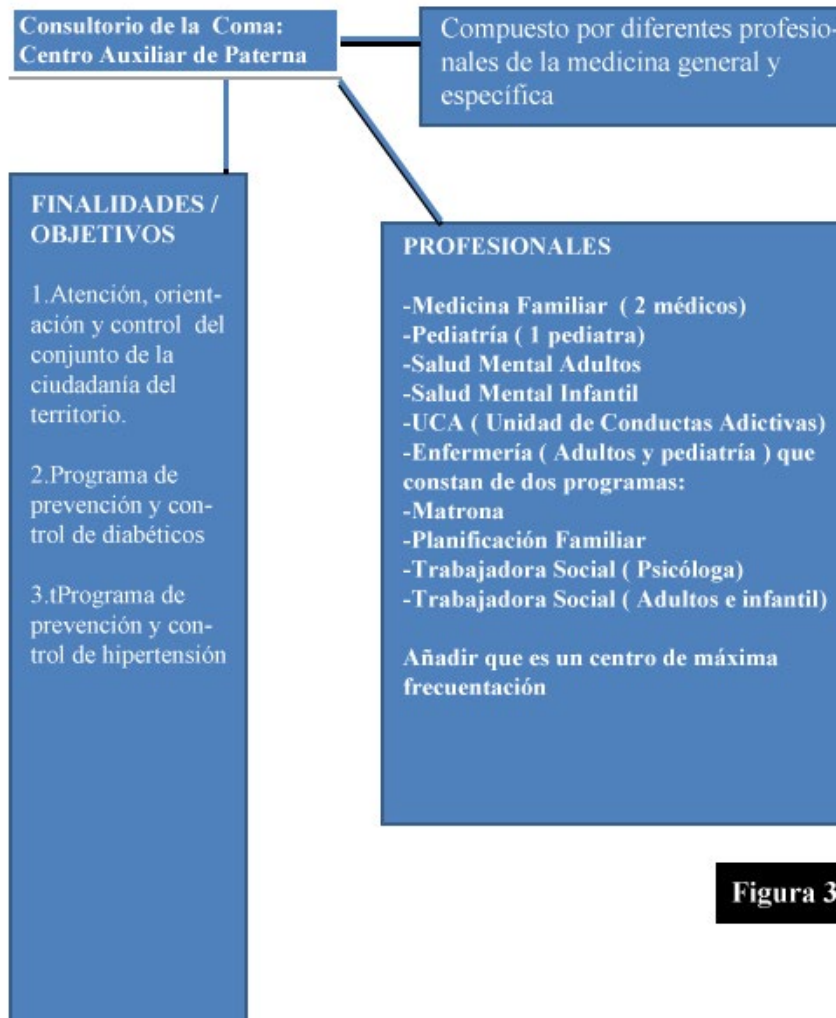 Consultorio de la Coma:
Centro Auxiliar de Paterna
Compuesto por diferentes profesio-
nales de la medicina general y
específica
FINALIDADES /
OBJETIVOS
1.Atención, orient-
ación y control del
conjunto de la
ciudadanía del
territorio.
2.Programa de
prevención y con-
trol de diabéticos
3.tPrograma de
prevención y con-
trol de hipertensión
PROFESIONALES
-Medicina Familiar ( 2 médicos)
-Pediatría ( 1 pediatra)
-Salud Mental Adultos
-Salud Mental Infantil
-UCA ( Unidad de Conductas Adictivas)
-Enfermería ( Adultos y pediatría ) que
constan de dos programas:
-Matrona
-Planificación Familiar
-Trabajadora Social ( Psicóloga)
-Trabajadora Social ( Adultos e infantil)
Añadir que es un centro de máxima
frecuentación
Figura 3